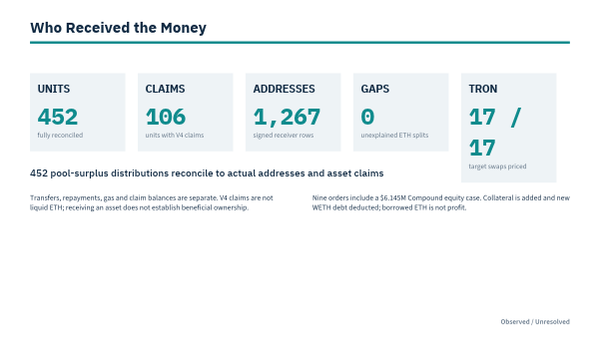 Who Received the Money
UNITS
452
fully reconciled
CLAIMS
106
units with V4 claims
ADDRESSES
1,267
signed receiver rows
GAPS
0
unexplained ETH splits
TRON
17 /
17
target swaps priced
452 pool-surplus distributions reconcile to actual addresses and asset claims
Transfers, repayments, gas and claim balances are separate. V4 claims are not
liquid ETH; receiving an asset does not establish beneficial ownership.
Nine orders include a $6.145M Compound equity case. Collateral is added and new
WETH debt deducted; borrowed ETH is not profit.
Observed / Unresolved